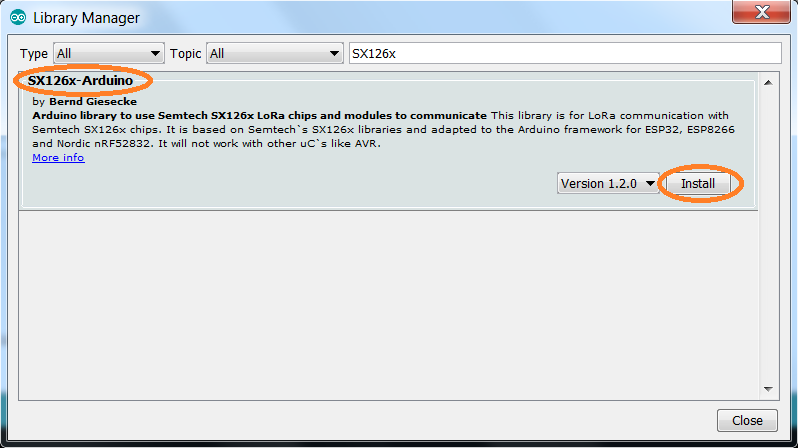 Library Manager
Type All Topic All SX126x
SX126x-Arduino
by Bernd Giesecke
Arduino library to use Semtech SX126x LoRa chips and modules to communicate This library is for LoRa communication with
Semtech SX126x chips. It is based on Semtech`s SX126x libraries and adapted to the Arduino framework for ESP32, ESP8266
and Nordic nRF52832. It will not work with other uC`s like AVR.
More info
Version 1.2.0 Install
Close